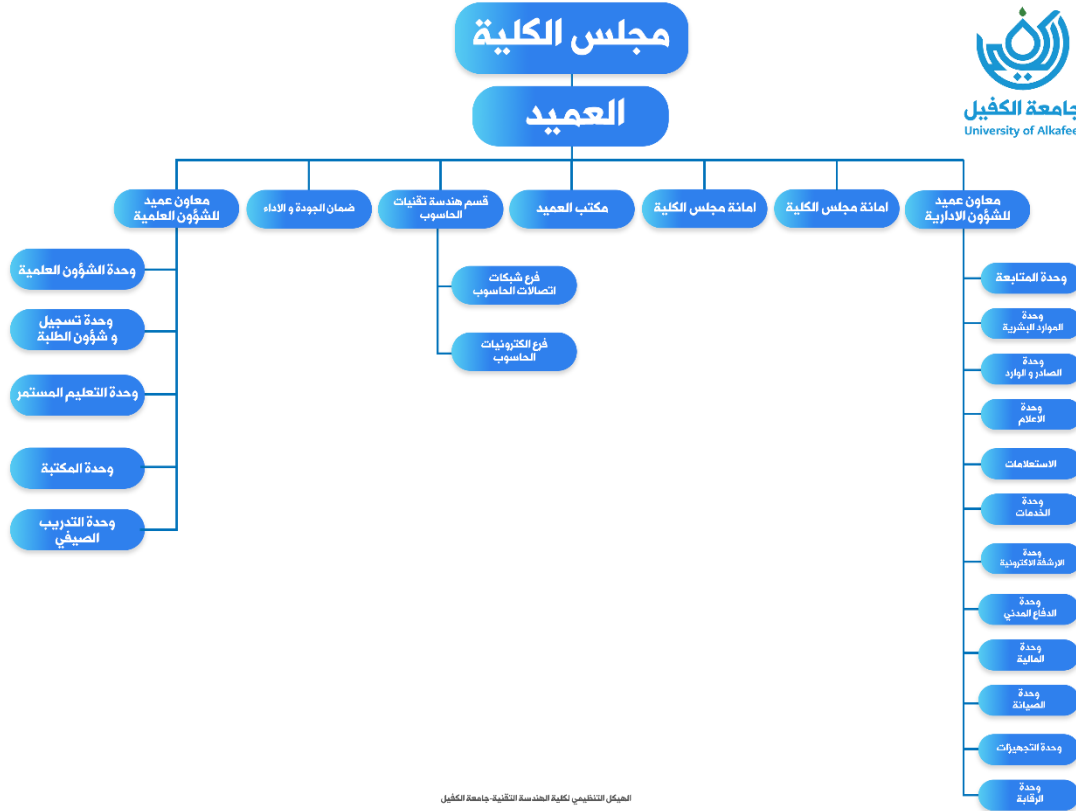 مجلس الكلية
العميد
جامعة الكفيل
University of Alkafee
معاون عميد
للشؤون الادارية
امانة مجلس الكلية
امانة مجلس الكلية
مكتب العميد
قسم هندسة تقنيات
الحاسوب
ضمان الجودة و الاداء
معاون عميد
للشؤون العلمية
وحدة المتابعة
وحدة
الموارد البشرية
وحدة
الصادر و الوارد
وحدة
الاعلام
الاستعلامات
وحدة
الخدمات
وحدة
الارشفة الاكترونية
وحدة
الدفاع المدني
وحدة
المالية
وحدة
الصيانة
وحدة التجهيزات
وحدة
الرقابة
فرع شبكات
اتصالات الحاسوب
فرع الكترونيات
الحاسوب
وحدة الشؤون العلمية
وحدة تسجيل
و شؤون الطلبة
وحدة التعليم المستمر
وحدة المكتبة
وحدة التدريب
الصيفي
الهيكل التنظيمي لكلية الهندسة التقنية-جامعة الكفيل